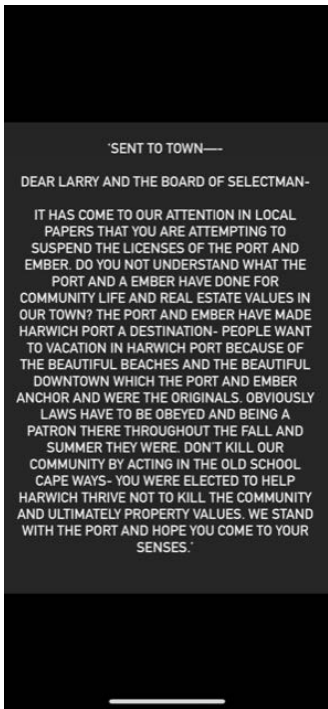 'SENT TO TOWN—-
DEAR LARRY AND THE BOARD OF SELECTMAN-
IT HAS COME TO OUR ATTENTION IN LOCAL
PAPERS THAT YOU ARE ATTEMPTING TO
SUSPEND THE LICENSES OF THE PORT AND
EMBER. DO YOU NOT UNDERSTAND WHAT THE
PORT AND A EMBER HAVE DONE FOR
COMMUNITY LIFE AND REAL ESTATE VALUES IN
OUR TOWN? THE PORT AND EMBER HAVE MADE
HARWICH PORT A DESTINATION- PEOPLE WANT
TO VACATION IN HARWICH PORT BECAUSE OF
THE BEAUTIFUL BEACHES AND THE BEAUTIFUL
DOWNTOWN WHICH THE PORT AND EMBER
ANCHOR AND WERE THE ORIGINALS. OBVIOUSLY
LAWS HAVE TO BE OBEYED AND BEING A
PATRON THERE THROUGHOUT THE FALL AND
SUMMER THEY WERE. DON'T KILL OUR
COMMUNITY BY ACTING IN THE OLD SCHOOL
CAPE WAYS- YOU WERE ELECTED TO HELP
HARWICH THRIVE NOT TO KILL THE COMMUNITY
AND ULTIMATELY PROPERTY VALUES. WE STAND
WITH THE PORT AND HOPE YOU COME TO YOUR
SENSES.'